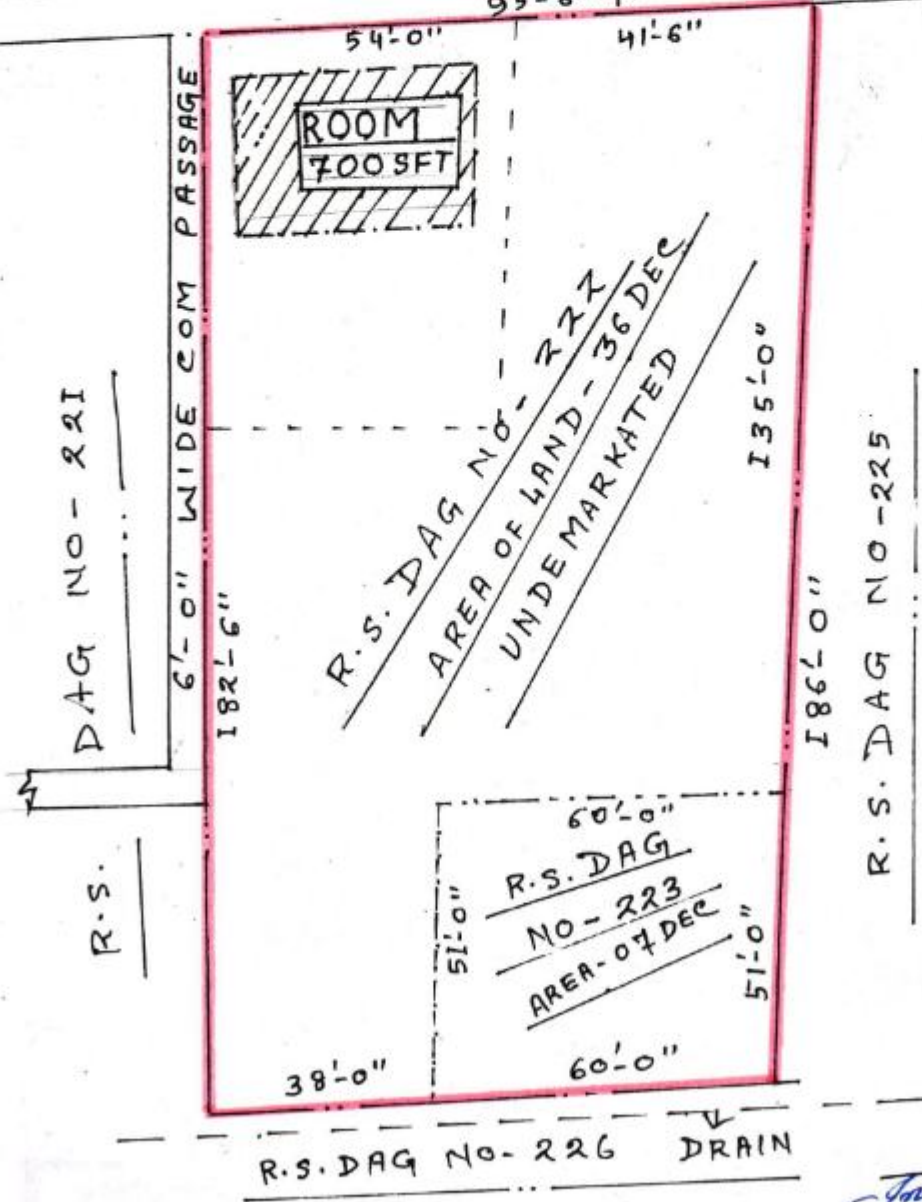 54'-0"
41'-6"
ROOM
700 SFT
6'-0" WIDE COM PASSAGE
R.S. DAG NO- 222
AREA OF LAND - 36 DEC
UNDEMARKATED
135'-0"
182'-6"
186'-0"
R.S. DAG NO-221
R.S. DAG NO-225
60'-0"
R.S. DAG
NO - 223
AREA-07 DEC
51'-0"
51'-0"
38'-0"
60'-0"
R.S. DAG NO- 226 DRAIN